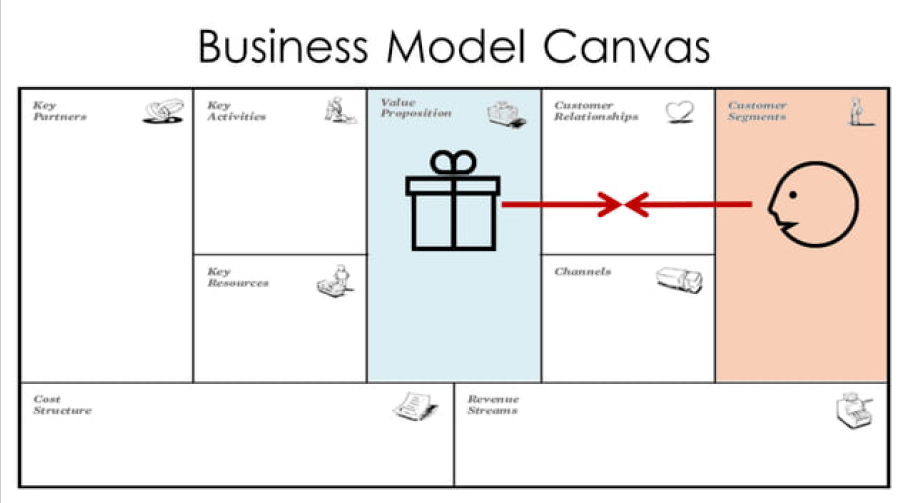 Business Model Canvas
Key
Partners
Key
Activities
Value
Proposition
Customer
Relationships
Customer
Segments
Key
Resources
Channels
Cost
Structure
Revenue
Streams